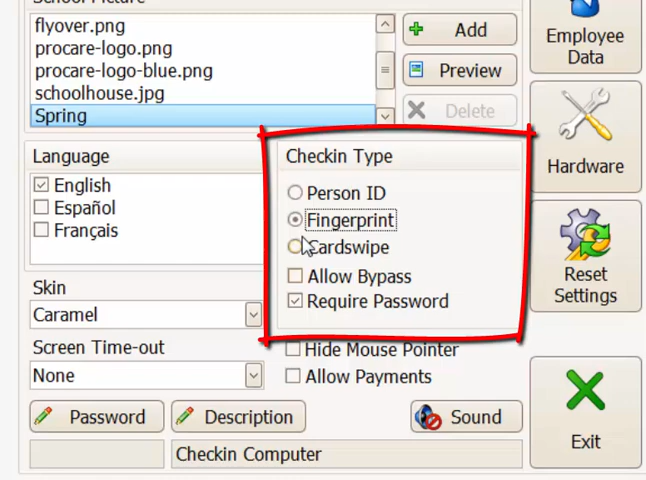 School Picture
flyover.png
procare-logo.png
procare-logo-blue.png
schoolhouse.jpg
Spring
Add
Preview
Delete
Employee
Data
Hardware
Reset
Settings
Exit
Language
English
Español
Français
Checkin Type
Person ID
Fingerprint
Cardswipe
Allow Bypass
Require Password
Skin
Caramel
Screen Time-out
None
Hide Mouse Pointer
Allow Payments
Password
Description
Sound
Checkin Computer